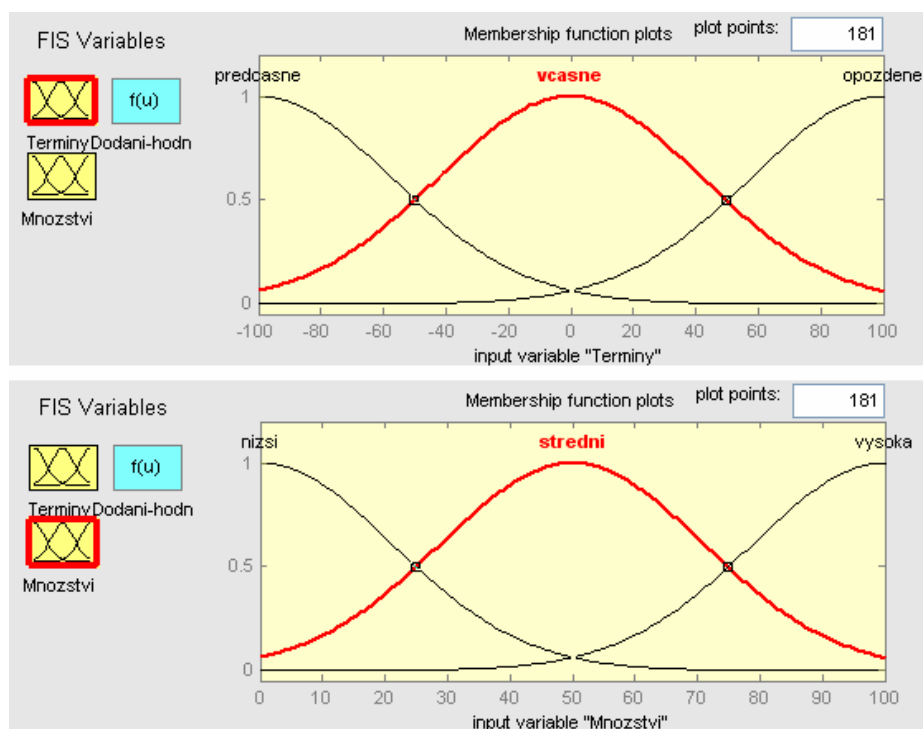 FIS Variables
Membership function plots
plot points:
181
f(u)
TerminyDodani-hodn
Mnozstvi
predcasne
vcasne
opozdene
1
0.5
0
-100 -80 -60 -40 -20 0 20 40 60 80 100
input variable "Terminy"
FIS Variables
Membership function plots
plot points:
181
f(u)
TerminyDodani-hodn
Mnozstvi
nizsi
stredni
vysoka
1
0.5
0
0 10 20 30 40 50 60 70 80 90 100
input variable "Mnozstvi"